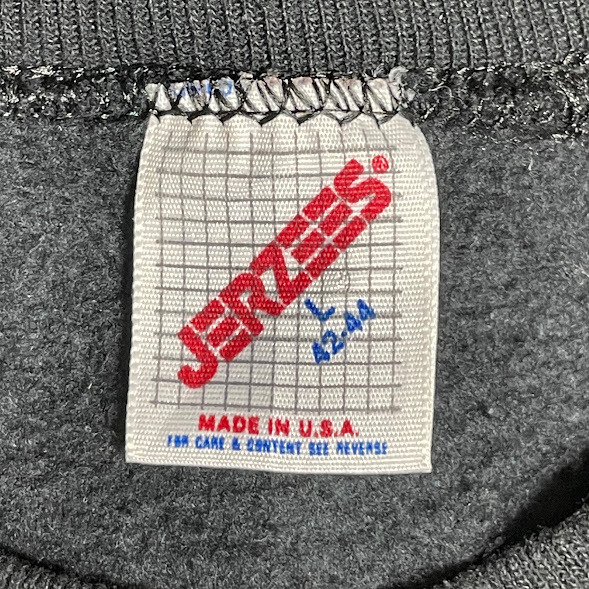 JERZEES®
L
42-44
MADE IN U.S.A.
FOR CARE & CONTENT SEE REVERSE